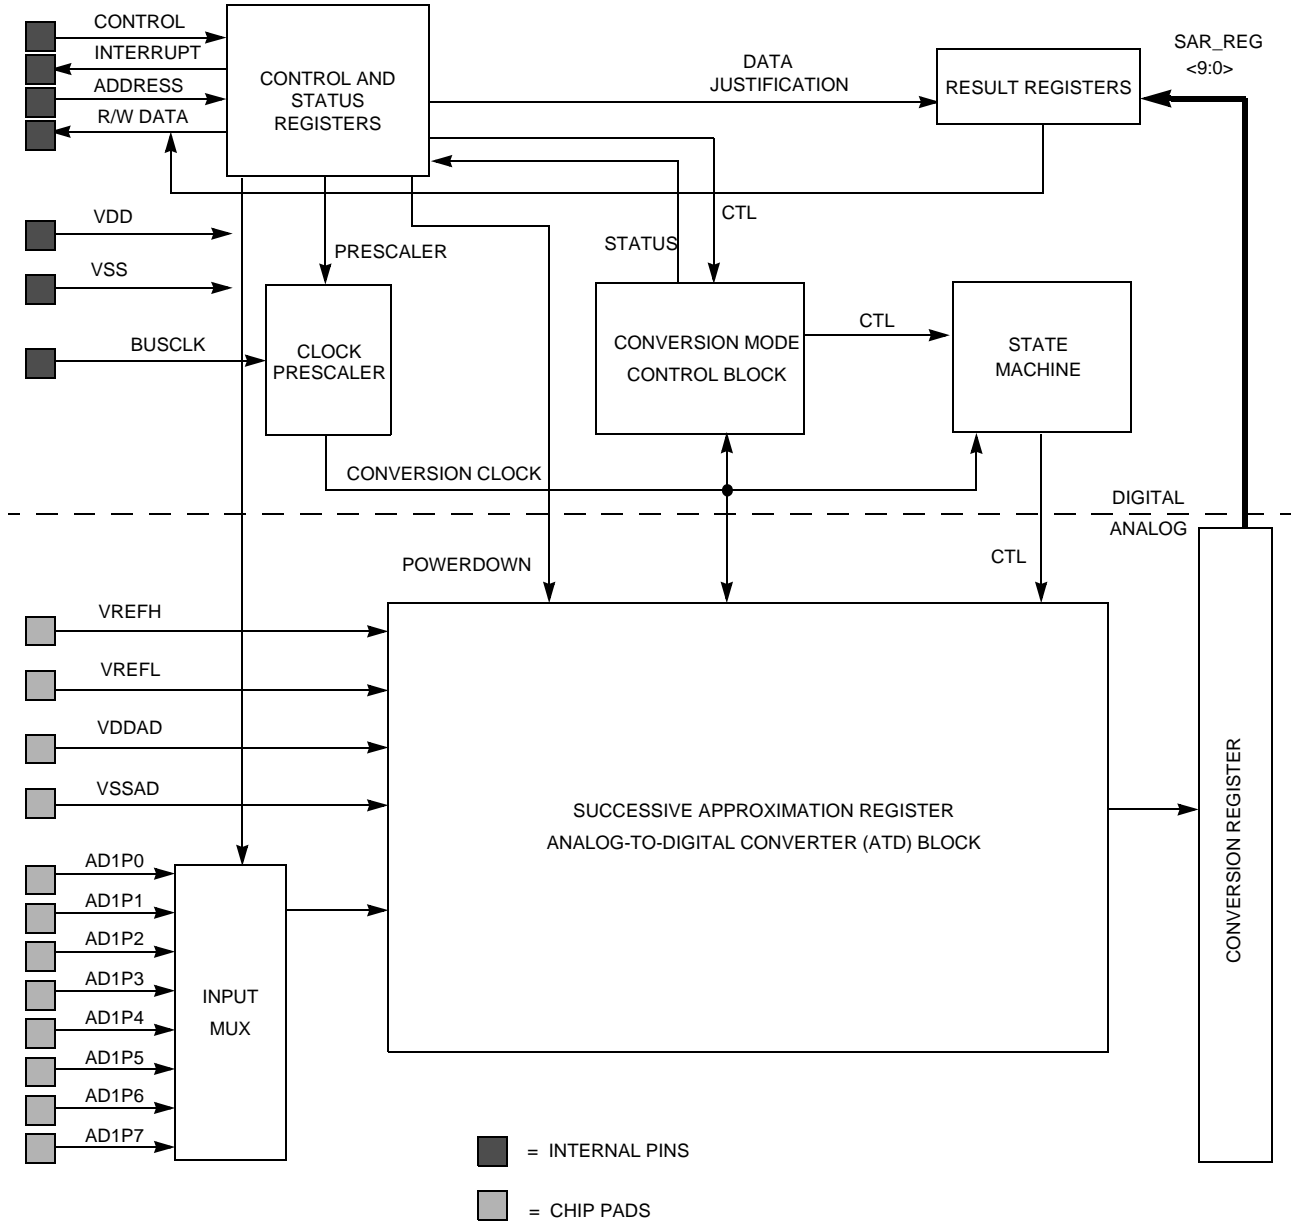 CONTROL
INTERRUPT
ADDRESS
R/W DATA
CONTROL AND
STATUS
REGISTERS
DATA
JUSTIFICATION
RESULT REGISTERS
SAR_REG
<9:0>
VDD
VSS
PRESCALER
STATUS
CTL
BUSCLK
CLOCK
PRESCALER
CONVERSION MODE
CONTROL BLOCK
CTL
STATE
MACHINE
CONVERSION CLOCK
DIGITAL
ANALOG
POWERDOWN
CTL
VREFH
VREFL
VDDAD
VSSAD
SUCCESSIVE APPROXIMATION REGISTER
ANALOG-TO-DIGITAL CONVERTER (ATD) BLOCK
CONVERSION REGISTER
AD1P0
AD1P1
AD1P2
AD1P3
AD1P4
AD1P5
AD1P6
AD1P7
INPUT
MUX
= INTERNAL PINS
= CHIP PADS